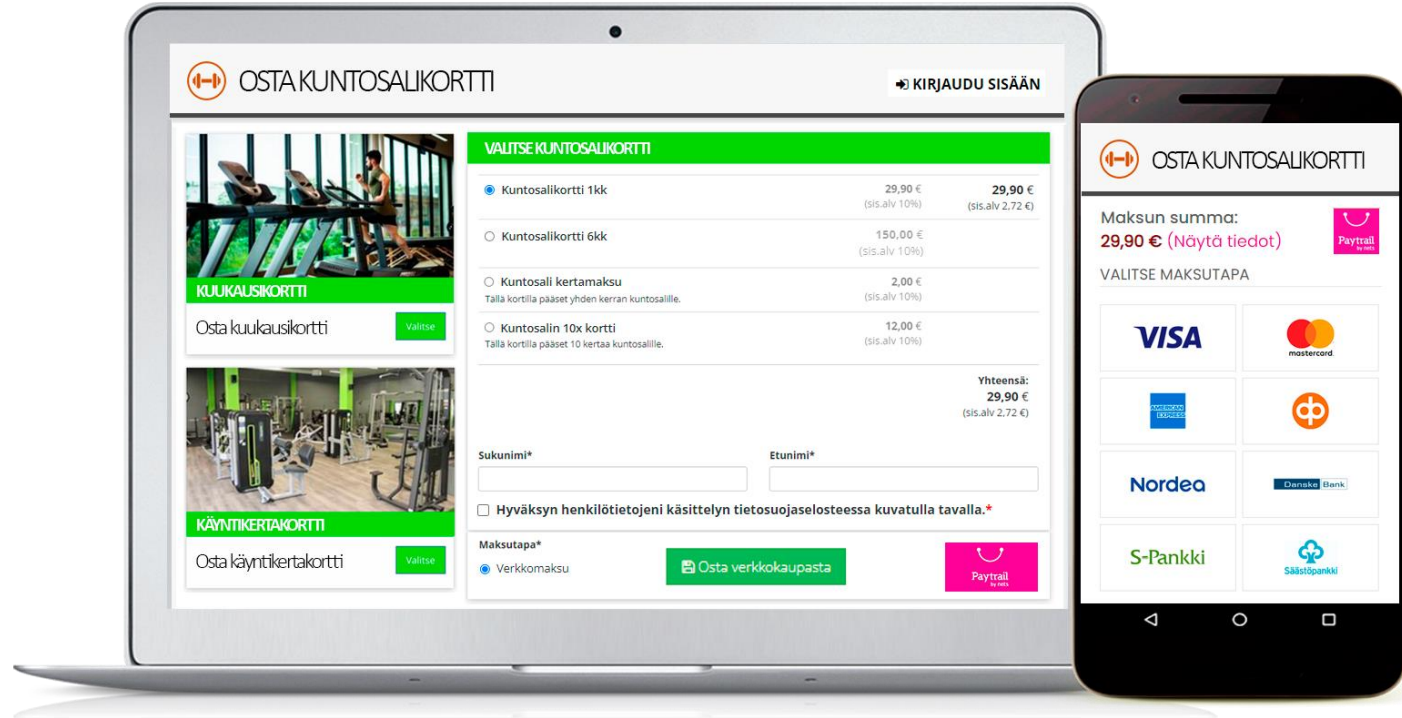 OSTA KUNTOSALIKORTTI
KIRJAUDU SISÄÄN
KUUKAUSIKORTTI
Osta kuukausikortti
Valitse
KÄYNTIKERTAKORTTI
Osta käyntikertakortti
Valitse
VALITSE KUNTOSALIKORTTI
Kuntosalikortti 1kk 29,90 € 29,90 €
(sis.alv 10%) (sis.alv 2,72 €)
Kuntosalikortti 6kk 150,00 €
(sis.alv 10%)
Kuntosali kertamaksu 2,00 €
Tällä kortilla pääset yhden kerran kuntosalille. (sis.alv 10%)
Kuntosalin 10x kortti 12,00 €
Tällä kortilla pääset 10 kertaa kuntosalille. (sis.alv 10%)
Yhteensä:
29,90 €
(sis.alv 2,72 €)
Sukunimi* Etunimi*
Hyväksyn henkilötietojeni käsittelyn tietosuojaselosteessa kuvatulla tavalla.*
Maksutapa*
Verkkomaksu
Osta verkkokaupasta
Paytrail
by nets
OSTA KUNTOSALIKORTTI
Maksun summa:
29,90 € (Näytä tiedot)
Paytrail
by nets
VALITSE MAKSUTAPA
VISA
mastercard
AMERICAN
EXPRESS
op
Nordea
Danske Bank
S-Pankki
Säästöpankki